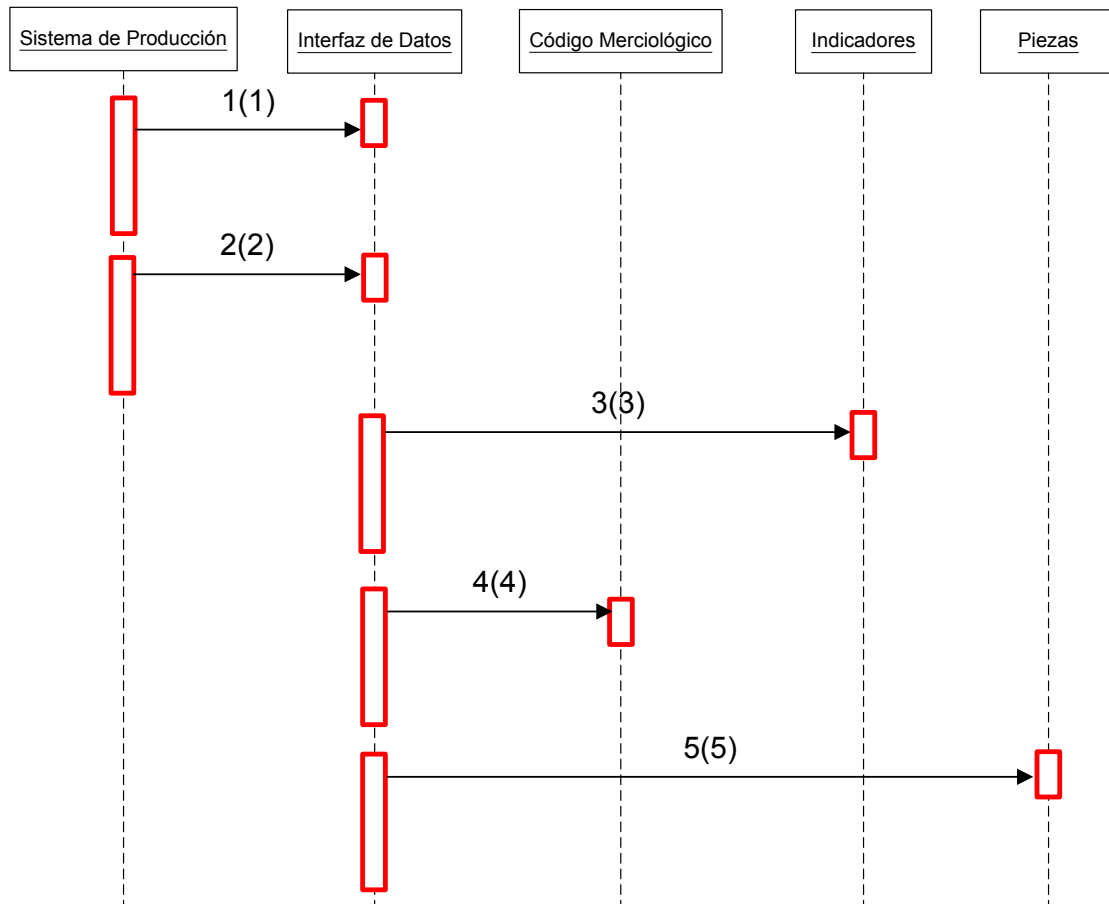 Sistema de Producción
Interfaz de Datos
Código Merciológico
Indicadores
Piezas
1(1)
2(2)
3(3)
4(4)
5(5)